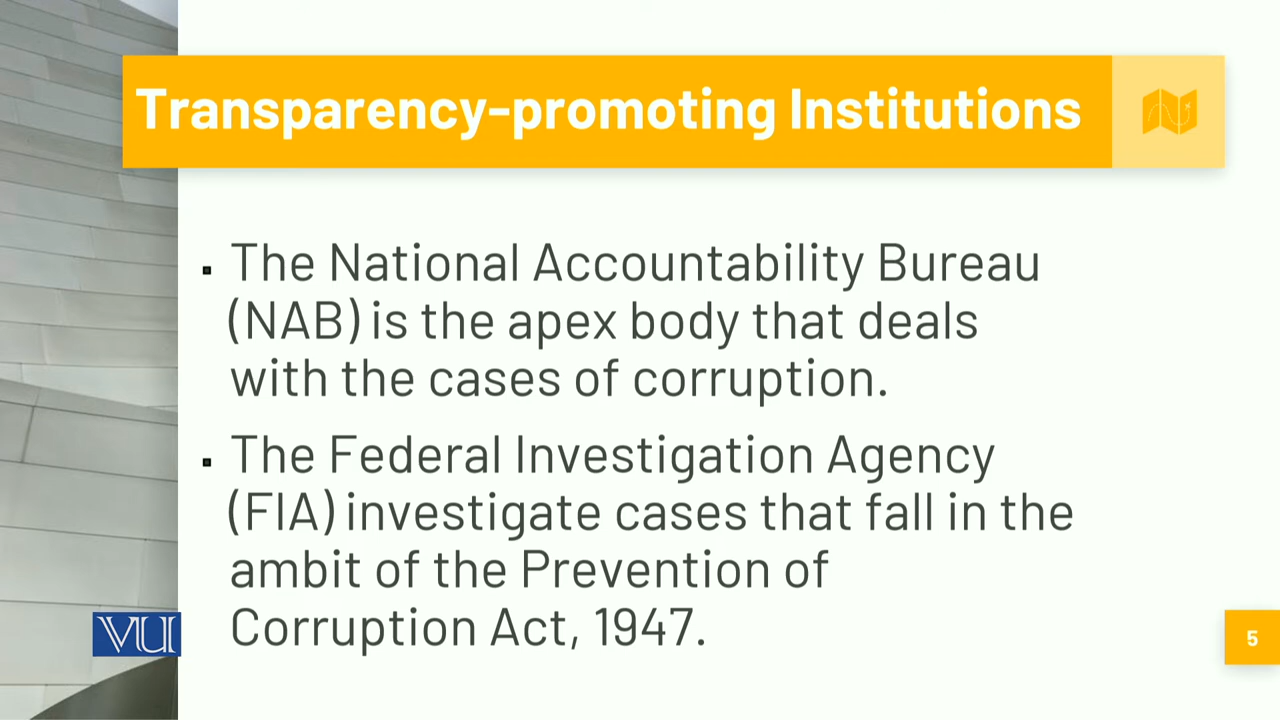 Transparency-promoting Institutions
▪ The National Accountability Bureau
(NAB) is the apex body that deals
with the cases of corruption.
▪ The Federal Investigation Agency
(FIA) investigate cases that fall in the
ambit of the Prevention of
Corruption Act, 1947.
VU
5